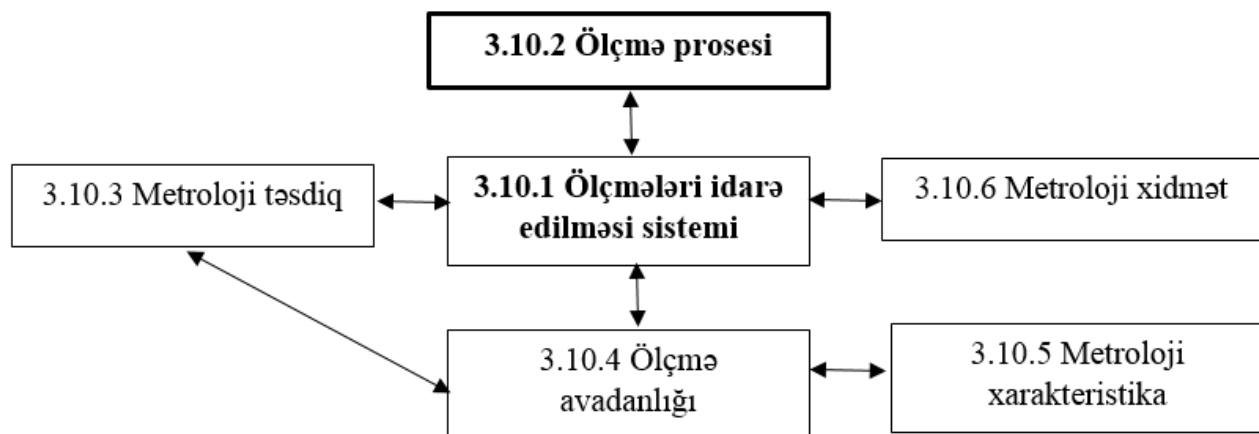 3.10.2 Ölçmə prosesi
3.10.3 Metroloji təsdiq
3.10.1 Ölçmələri idarə
edilməsi sistemi
3.10.6 Metroloji xidmət
3.10.4 Ölçmə
avadanlığı
3.10.5 Metroloji
xarakteristika